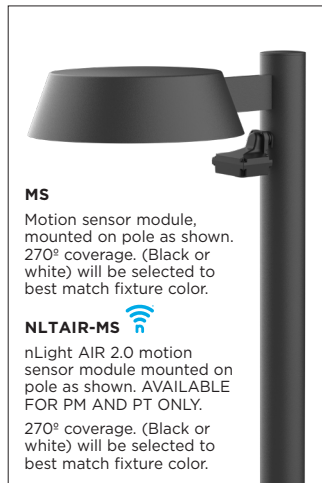 MS
Motion sensor module,
mounted on pole as shown.
270º coverage. (Black or
white) will be selected to
best match fixture color.
NLTAIR-MS
nLight AIR 2.0 motion
sensor module mounted on
pole as shown. AVAILABLE
FOR PM AND PT ONLY.
270º coverage. (Black or
white) will be selected to
best match fixture color.